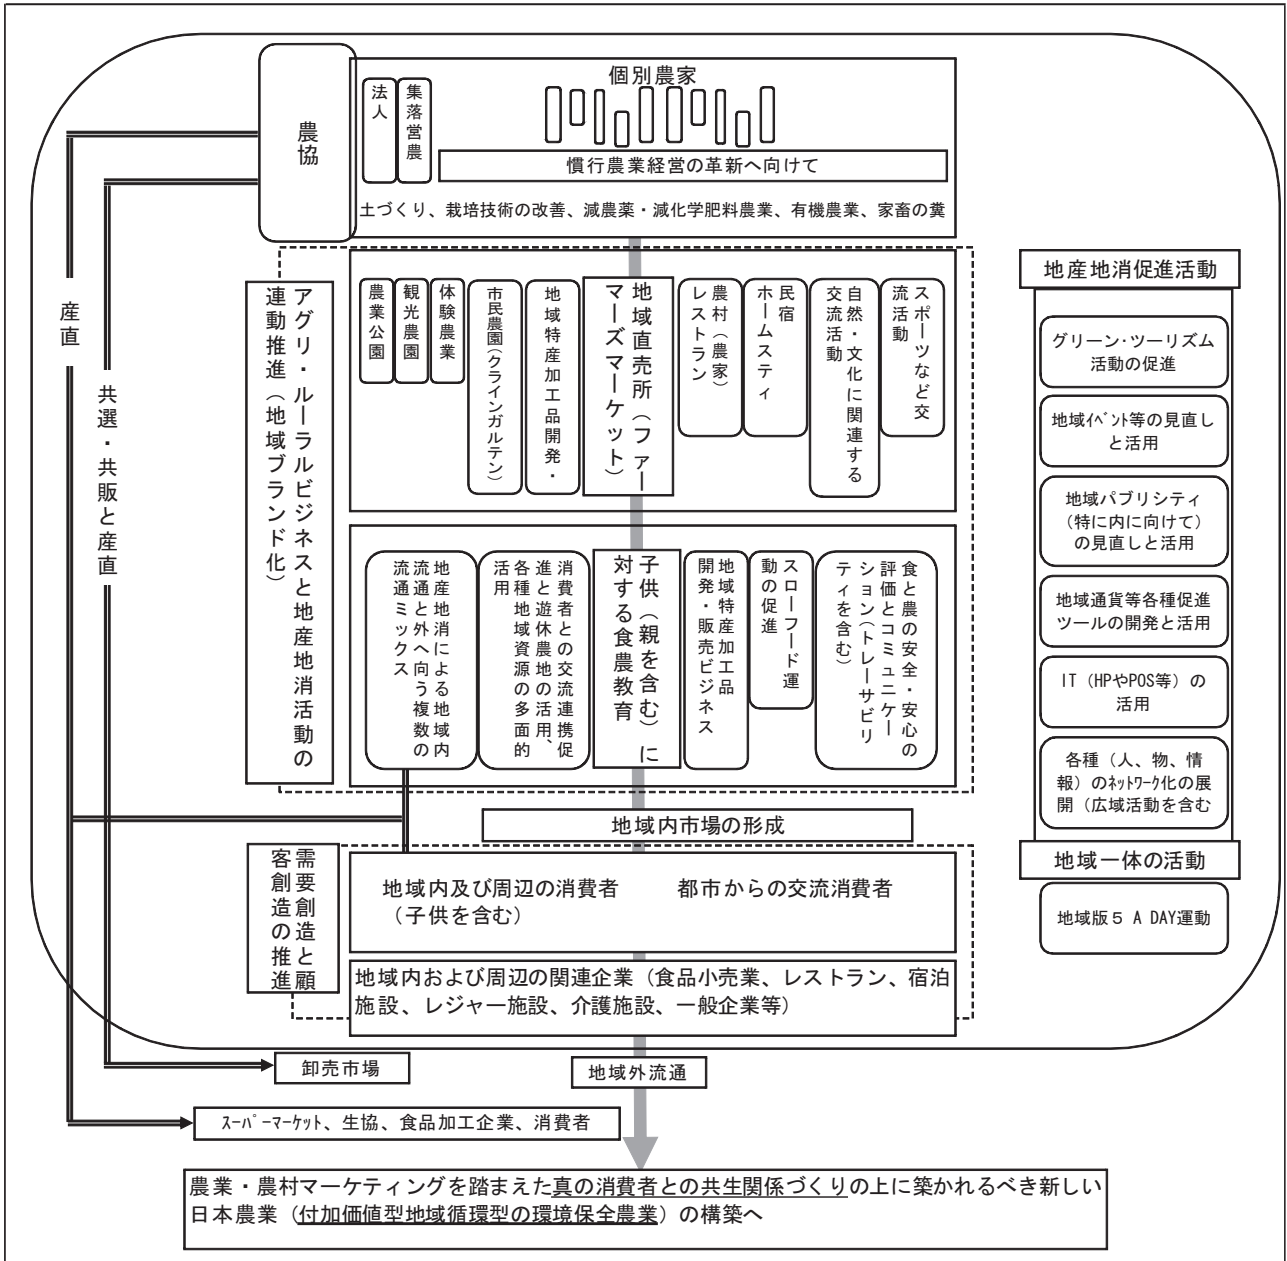 農協
法人
集落営農
個別農家
慣行農業経営の革新へ向けて
土づくり、栽培技術の改善、減農薬・減化学肥料農業、有機農業、家畜の糞
産直
共選・共販と産直
アグリ・ルーラルビジネスと地産地消活動の
連動推進（地域ブランド化）
農業公園
観光農園
体験農業
市民農園（クラインガルテン）
地域特産加工品開発・
地域直売所（ファー
マーズマーケット）
農村（農家）
レストラン
民宿
ホームスティ
自然・文化に関連する
交流活動
スポーツなど交
流活動
地産地消による地域内
流通と外へ向う複数の
流通ミックス
消費者との交流連携促
進と遊休農地の活用、
各種地域資源の多面的
活用
子供（親を含む）に
対する食農教育
地域特産加工品
開発・販売ビジネス
スローフード運
動の促進
食と農の安全・安心の
評価とコミュニケー
ション（トレーサビリ
ティを含む）
地域内市場の形成
需要創造と顧
客創造の推進
地域内及び周辺の消費者
（子供を含む）
都市からの交流消費者
地域内および周辺の関連企業（食品小売業、レストラン、宿泊
施設、レジャー施設、介護施設、一般企業等）
卸売市場
地域外流通
ｽｰﾊﾟｰマーケット、生協、食品加工企業、消費者
農業・農村マーケティングを踏まえた真の消費者との共生関係づくりの上に築かれるべき新しい
日本農業（付加価値型地域循環型の環境保全農業）の構築へ
地産地消促進活動
グリーン・ツーリズム
活動の促進
地域ｲﾍﾞﾝﾄ等の見直し
と活用
地域パブリシティ
（特に内に向けて）
の見直しと活用
地域通貨等各種促進
ツールの開発と活用
IT（HPやPOS等）の
活用
各種（人、物、情
報）のﾈｯﾄﾜｰｸ化の展
開（広域活動を含む
地域一体の活動
地域版５ A DAY運動